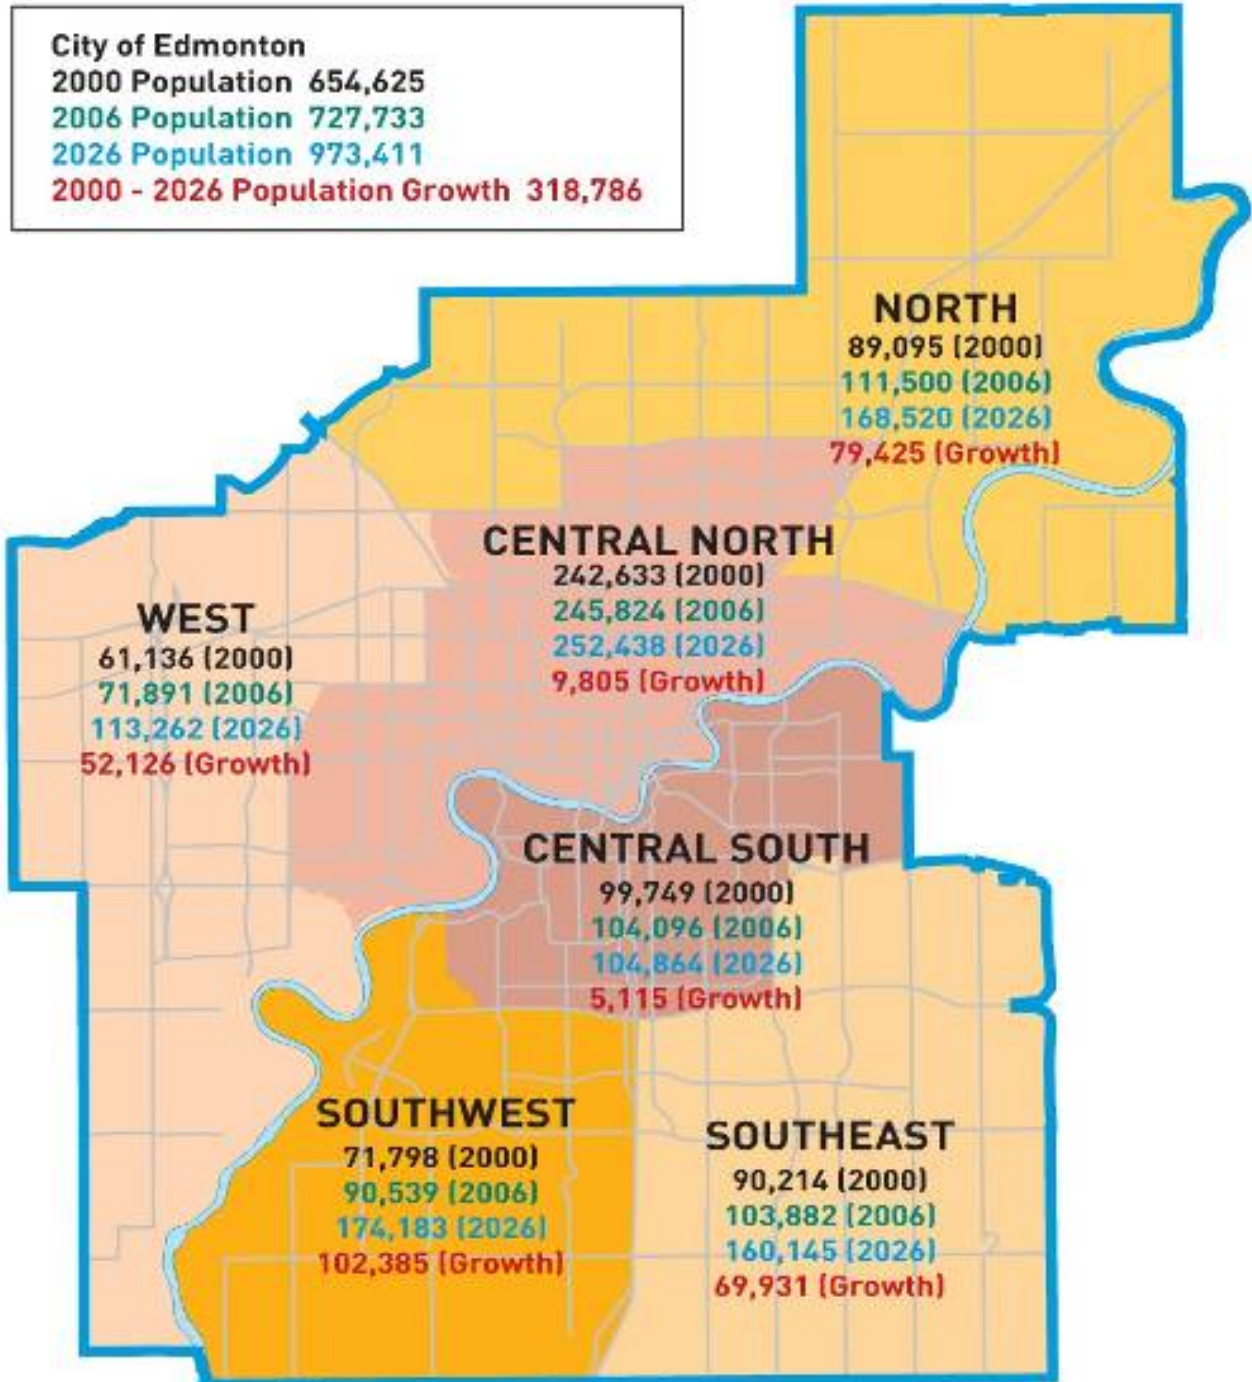 City of Edmonton
2000 Population 654,625
2006 Population 727,733
2026 Population 973,411
2000 - 2026 Population Growth 318,786
NORTH
89,095 (2000)
111,500 (2006)
168,520 (2026)
79,425 (Growth)
CENTRAL NORTH
242,633 (2000)
245,824 (2006)
252,438 (2026)
9,805 (Growth)
WEST
61,136 (2000)
71,891 (2006)
113,262 (2026)
52,126 (Growth)
CENTRAL SOUTH
99,749 (2000)
104,096 (2006)
104,864 (2026)
5,115 (Growth)
SOUTHWEST
71,798 (2000)
90,539 (2006)
174,183 (2026)
102,385 (Growth)
SOUTHEAST
90,214 (2000)
103,882 (2006)
160,145 (2026)
69,931 (Growth)